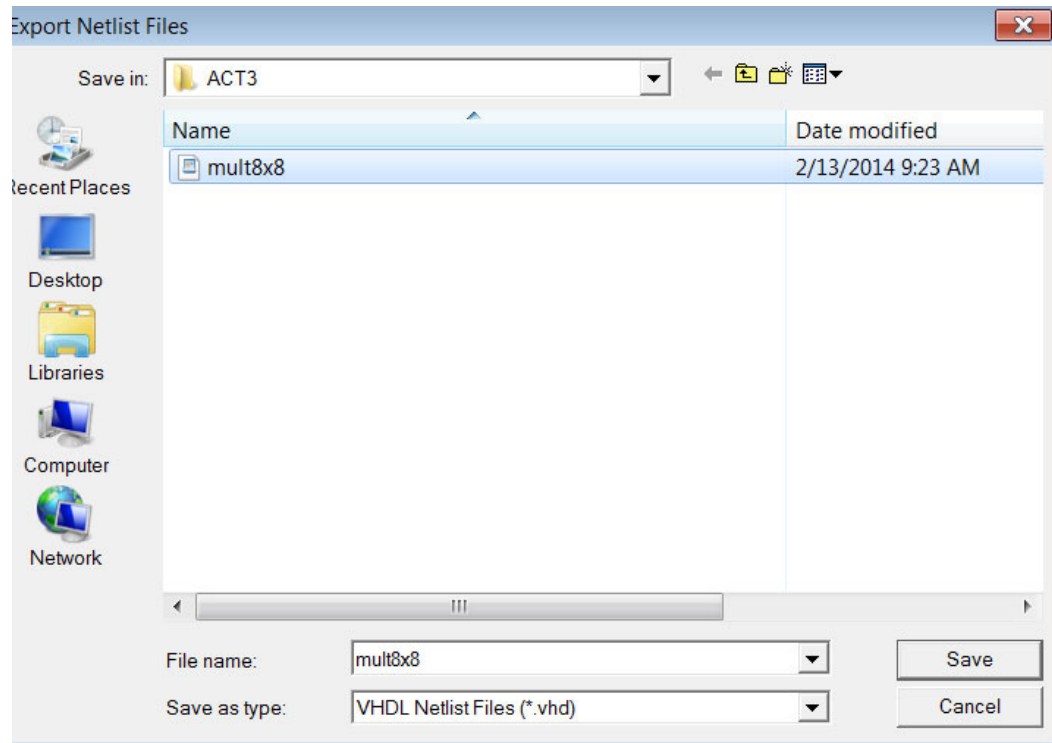 Export Netlist Files
Save in: ACT3
Name Date modified
mult8x8 2/13/2014 9:23 AM
Recent Places
Desktop
Libraries
Computer
Network
File name: mult8x8 Save
Save as type: VHDL Netlist Files (*.vhd) Cancel